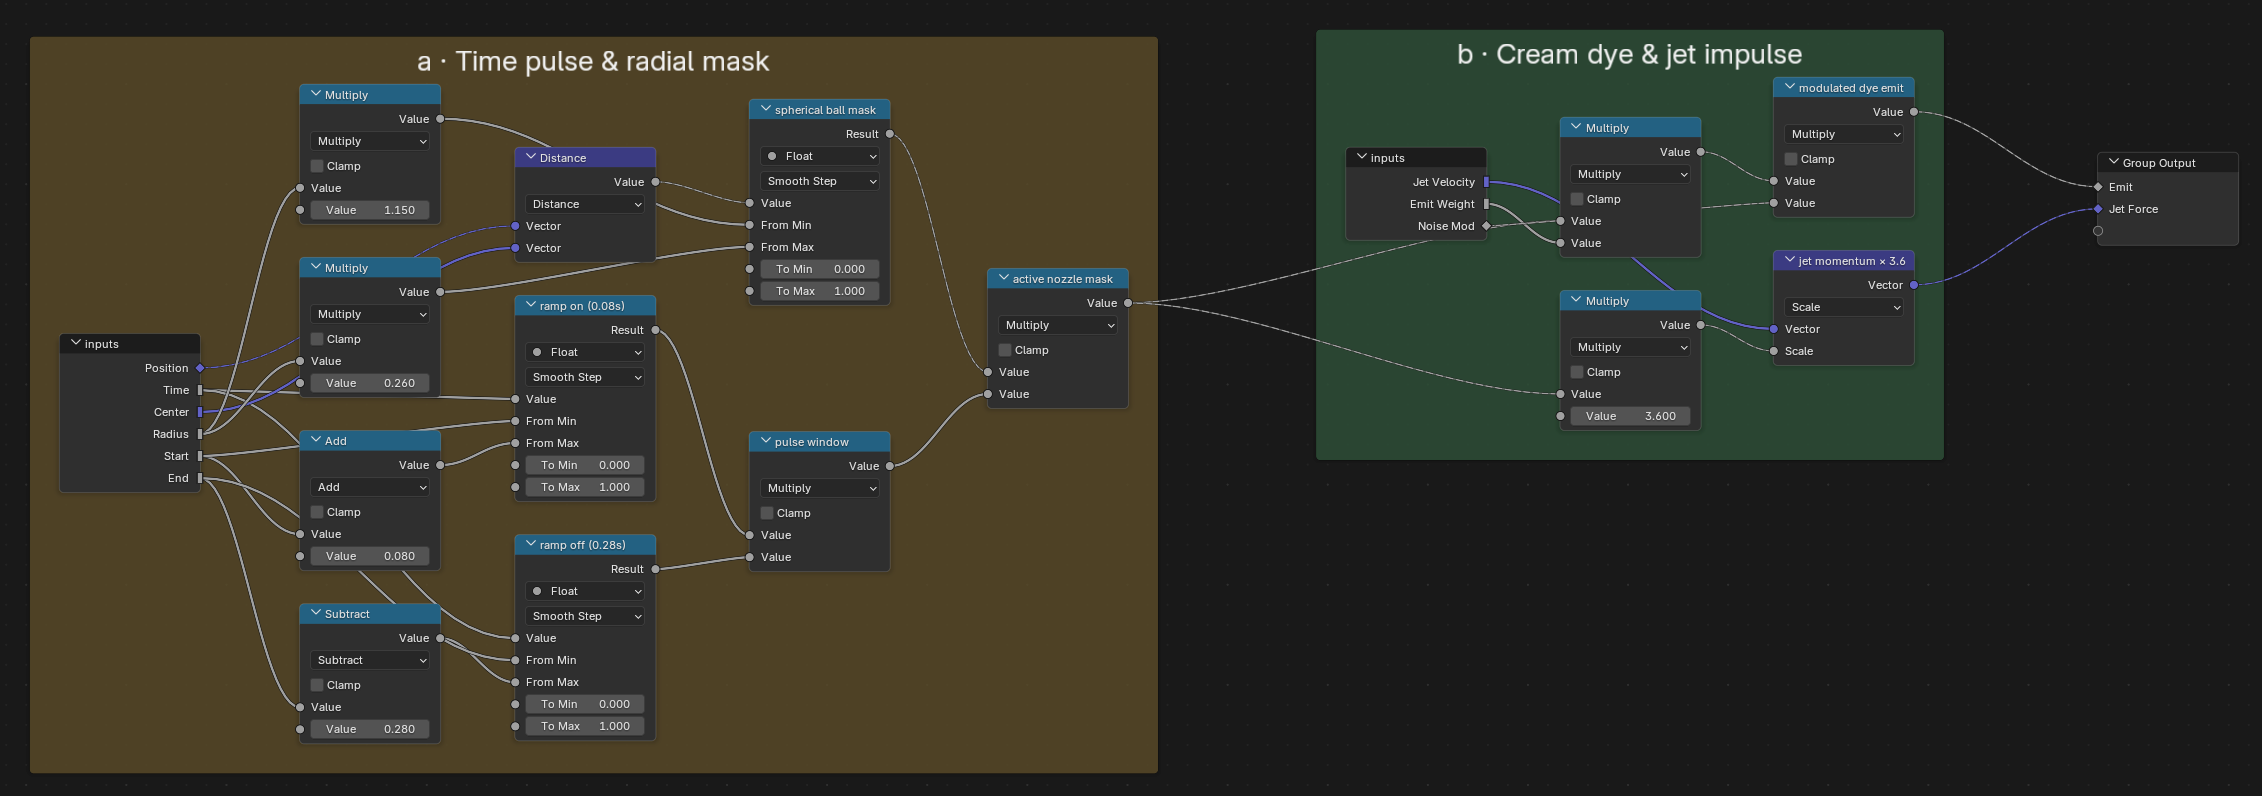 a · Time pulse & radial mask
Multiply
Value
Multiply
Clamp
Value
Value 1.150
Multiply
Value
Multiply
Clamp
Value
Value 0.260
inputs
Position
Time
Center
Radius
Start
End
Add
Value
Add
Clamp
Value
Value 0.080
Subtract
Value
Subtract
Clamp
Value
Value 0.280
Distance
Value
Distance
Vector
Vector
ramp on (0.08s)
Result
Float
Smooth Step
Value
From Min
From Max
To Min 0.000
To Max 1.000
ramp off (0.28s)
Result
Float
Smooth Step
Value
From Min
From Max
To Min 0.000
To Max 1.000
spherical ball mask
Result
Float
Smooth Step
Value
From Min
From Max
To Min 0.000
To Max 1.000
pulse window
Value
Multiply
Clamp
Value
Value
active nozzle mask
Value
Multiply
Clamp
Value
Value
b · Cream dye & jet impulse
inputs
Jet Velocity
Emit Weight
Noise Mod
Multiply
Value
Multiply
Clamp
Value
Value
Multiply
Value
Multiply
Clamp
Value
Value 3.600
modulated dye emit
Value
Multiply
Clamp
Value
Value
jet momentum × 3.6
Vector
Scale
Vector
Scale
Group Output
Emit
Jet Force